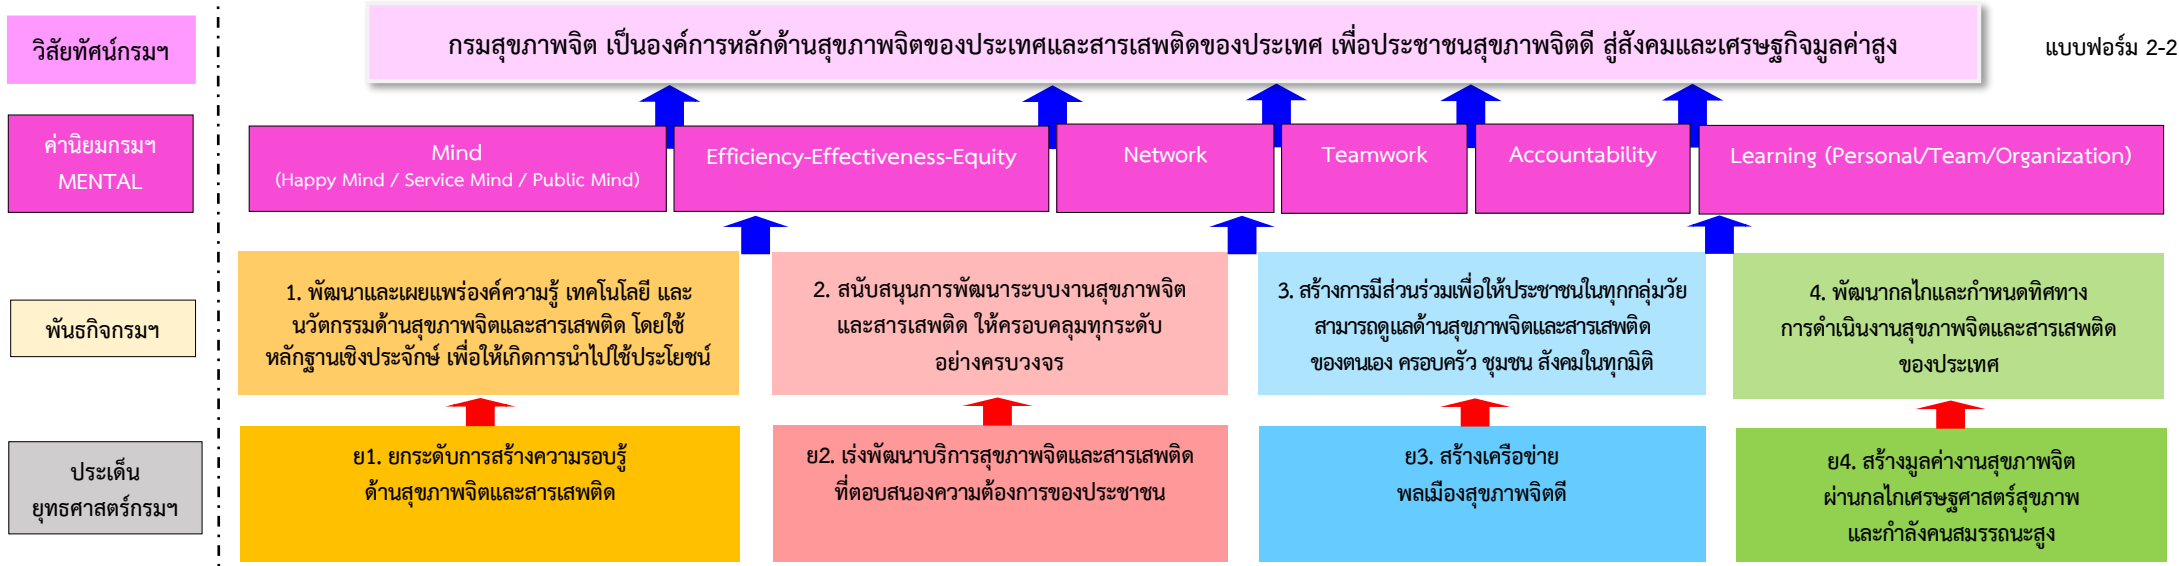 วิสัยทัศน์กรมฯ
กรมสุขภาพจิต เป็นองค์การหลักด้านสุขภาพจิตของประเทศและสารเสพติดของประเทศ เพื่อประชาชนสุขภาพจิตดี สู่สังคมและเศรษฐกิจมูลค่าสูง
แบบฟอร์ม 2-2
ค่านิยมกรมฯ
MENTAL
Mind
(Happy Mind / Service Mind / Public Mind)
Efficiency-Effectiveness-Equity
Network
Teamwork
Accountability
Learning (Personal/Team/Organization)
พันธกิจกรมฯ
1. พัฒนาและเผยแพร่องค์ความรู้ เทคโนโลยี และ
นวัตกรรมด้านสุขภาพจิตและสารเสพติด โดยใช้
หลักฐานเชิงประจักษ์ เพื่อให้เกิดการนำไปใช้ประโยชน์
2. สนับสนุนการพัฒนาระบบงานสุขภาพจิต
และสารเสพติด ให้ครอบคลุมทุกระดับ
อย่างครบวงจร
3. สร้างการมีส่วนร่วมเพื่อให้ประชาชนในทุกกลุ่มวัย
สามารถดูแลด้านสุขภาพจิตและสารเสพติด
ของตนเอง ครอบครัว ชุมชน สังคมในทุกมิติ
4. พัฒนากลไกและกำหนดทิศทาง
การดำเนินงานสุขภาพจิตและสารเสพติด
ของประเทศ
ประเด็น
ยุทธศาสตร์กรมฯ
ย1. ยกระดับการสร้างความรอบรู้
ด้านสุขภาพจิตและสารเสพติด
ย2. เร่งพัฒนาบริการสุขภาพจิตและสารเสพติด
ที่ตอบสนองความต้องการของประชาชน
ย3. สร้างเครือข่าย
พลเมืองสุขภาพจิตดี
ย4. สร้างมูลค่างานสุขภาพจิต
ผ่านกลไกเศรษฐศาสตร์สุขภาพ
และกำลังคนสมรรถนะสูง